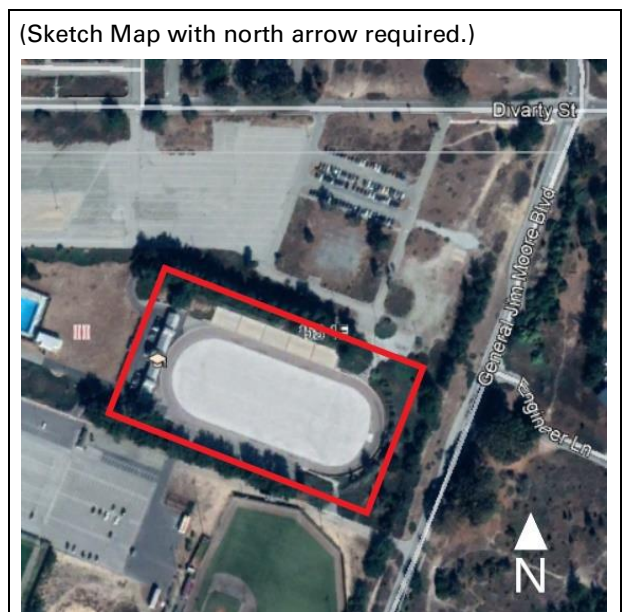 (Sketch Map with north arrow required.)
Divarty St
General Jim Moore Blvd
Engineer Ln
N